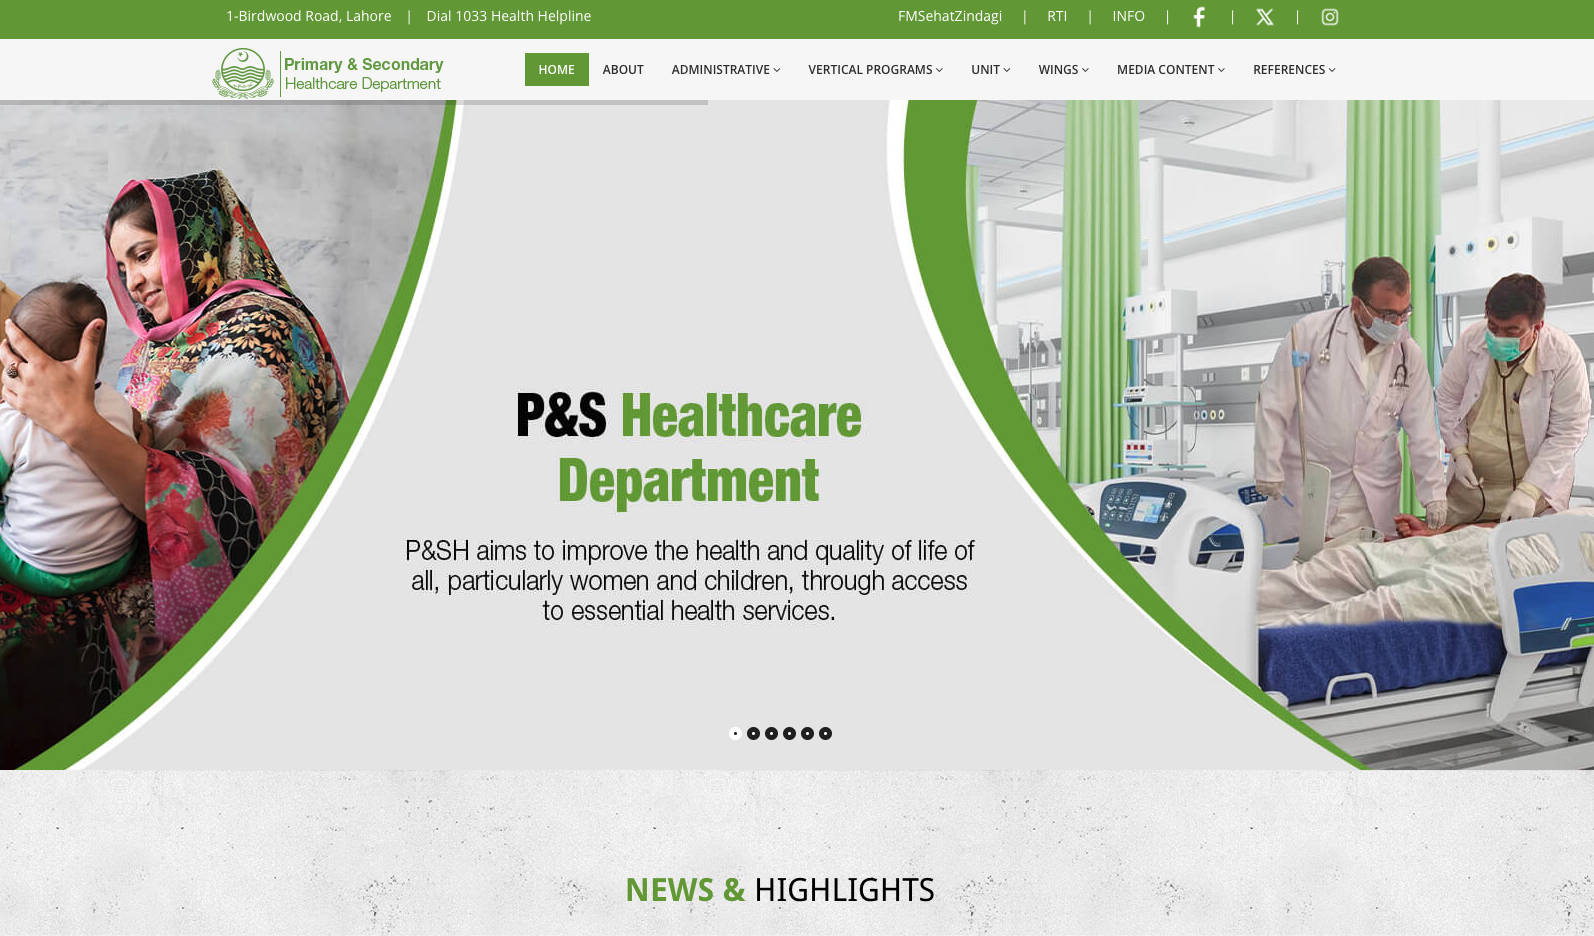 1-Birdwood Road, Lahore | Dial 1033 Health Helpline
FMSehatZindagi | RTI | INFO | | |
Primary & Secondary
Healthcare Department
HOME ABOUT ADMINISTRATIVE VERTICAL PROGRAMS UNIT WINGS MEDIA CONTENT REFERENCES
P&S Healthcare
Department
P&SH aims to improve the health and quality of life of
all, particularly women and children, through access
to essential health services.
NEWS & HIGHLIGHTS